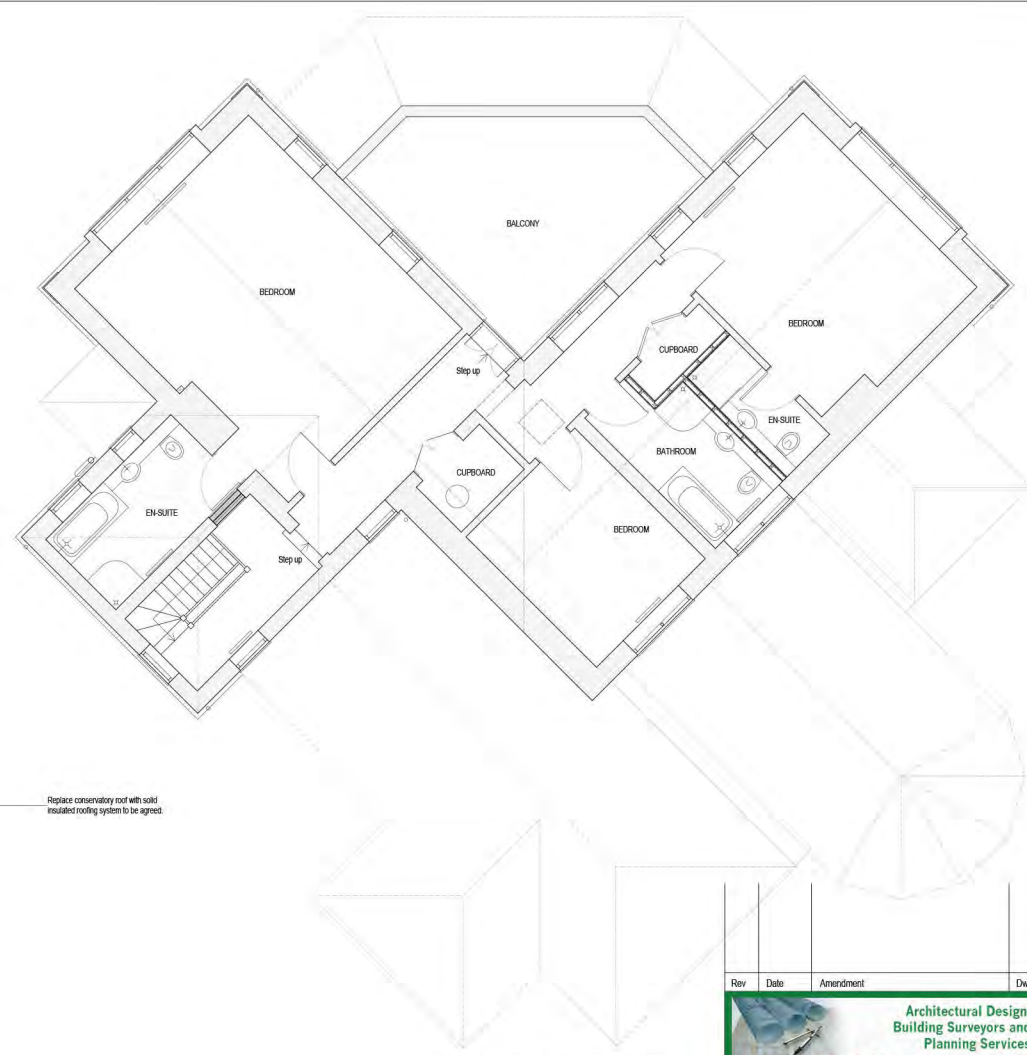 BALCONY
BEDROOM
BEDROOM
CUPBOARD
Step up
EN-SUITE
BATHROOM
CUPBOARD
EN-SUITE
BEDROOM
Step up
Replace conservatory roof with solid
insulated roofing system to be agreed.
Rev Date Amendment Dw
Architectural Design
Building Surveyors and
Planning Services